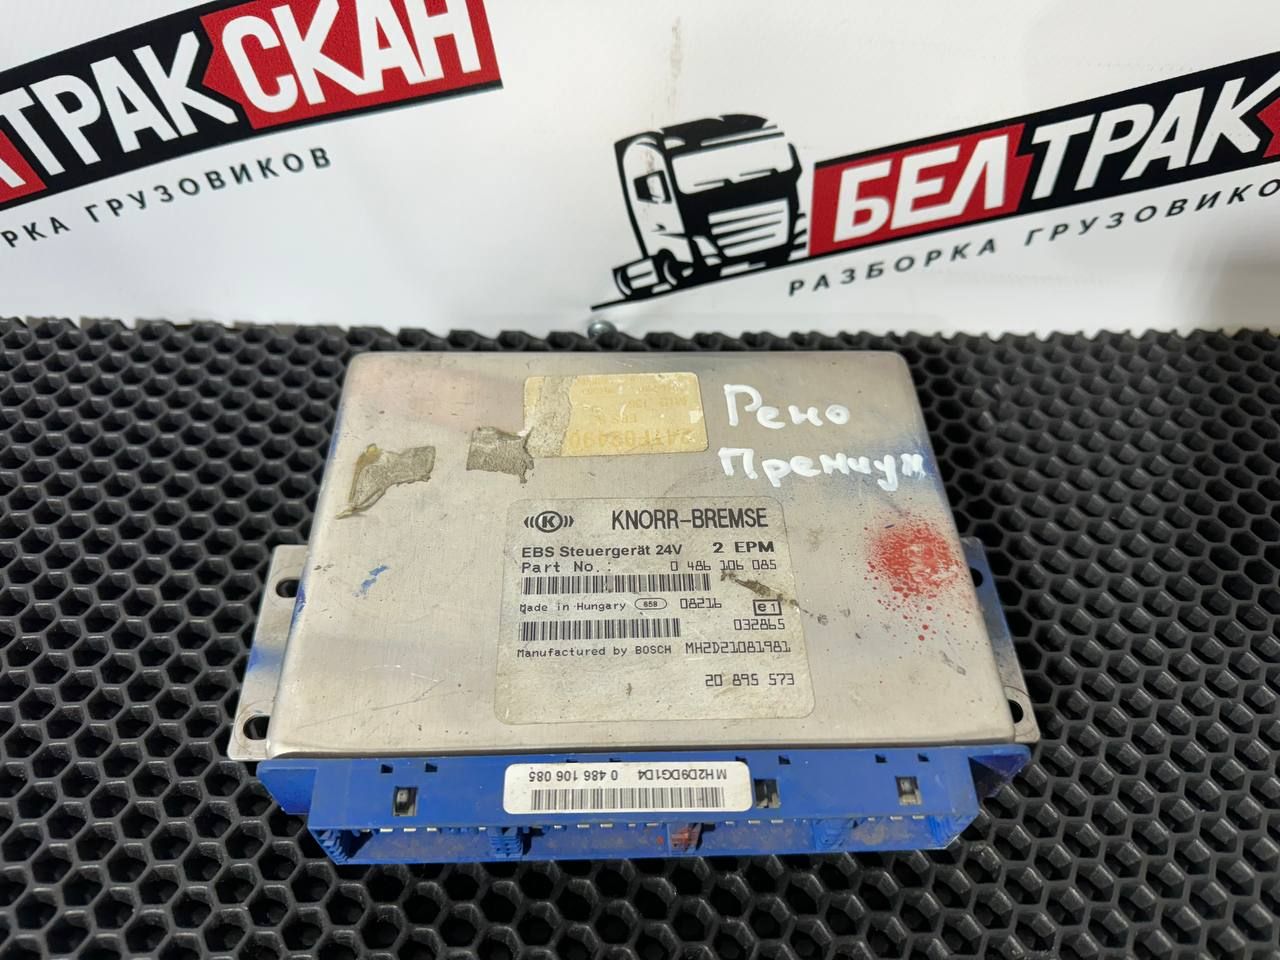 ТРАКСКАН
РКА ГРУЗОВИКОВ
БЕЛТРАК
РАЗБОРКА ГРУЗОВИКО
Рено
Премиум
KNORR-BREMSE
EBS Steuergerät 24V 2 EPM
Part No.: 0 486 106 085
Made in Hungary 658 08216 e1
032865
Manufactured by BOSCH MH2D21081981
20 895 573
MH2D9DG1D4 0 486 106 085